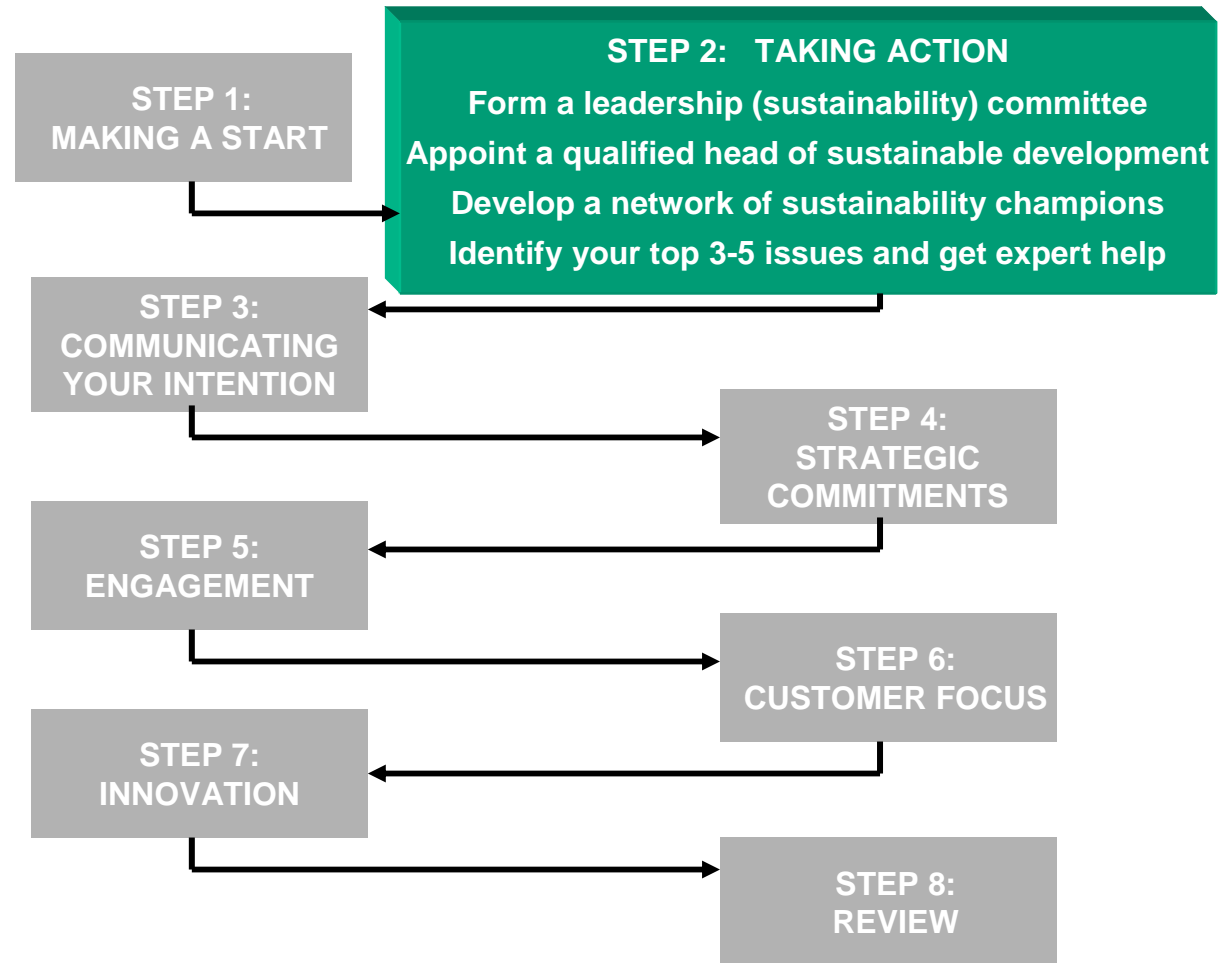 STEP 1:
MAKING A START
STEP 2: TAKING ACTION
Form a leadership (sustainability) committee
Appoint a qualified head of sustainable development
Develop a network of sustainability champions
Identify your top 3-5 issues and get expert help
STEP 3:
COMMUNICATING
YOUR INTENTION
STEP 4:
STRATEGIC
COMMITMENTS
STEP 5:
ENGAGEMENT
STEP 6:
CUSTOMER FOCUS
STEP 7:
INNOVATION
STEP 8:
REVIEW